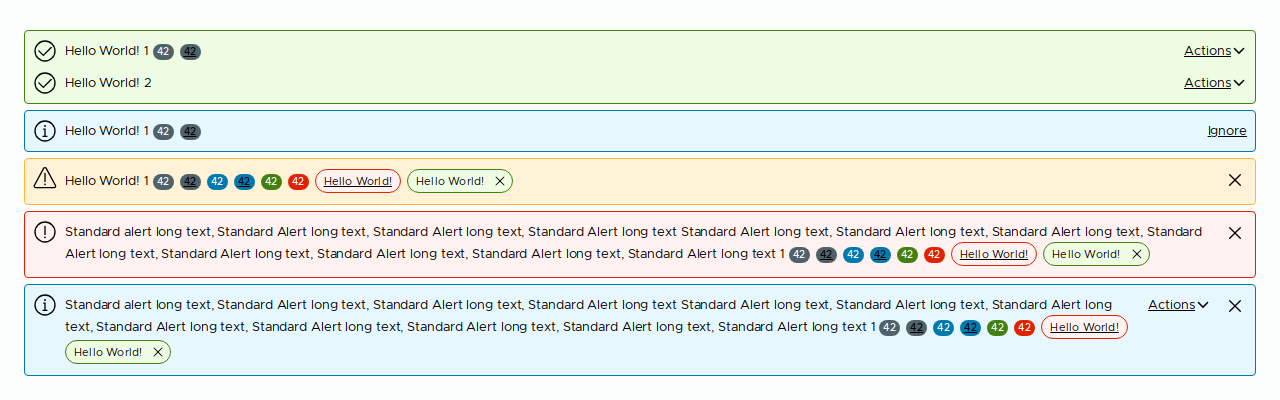 Hello World! 1 42 42 Actions
Hello World! 2 Actions
Hello World! 1 42 42 Ignore
Hello World! 1 42 42 42 42 42 42 Hello World! Hello World!
Standard alert long text, Standard Alert long text, Standard Alert long text, Standard Alert long text Standard Alert long text, Standard Alert long text, Standard Alert long text, Standard
Alert long text, Standard Alert long text, Standard Alert long text, Standard Alert long text, Standard Alert long text 1 42 42 42 42 42 42 Hello World! Hello World!
Standard alert long text, Standard Alert long text, Standard Alert long text, Standard Alert long text Standard Alert long text, Standard Alert long text, Standard Alert long Actions
text, Standard Alert long text, Standard Alert long text, Standard Alert long text, Standard Alert long text, Standard Alert long text 1 42 42 42 42 42 42 Hello World!
Hello World!